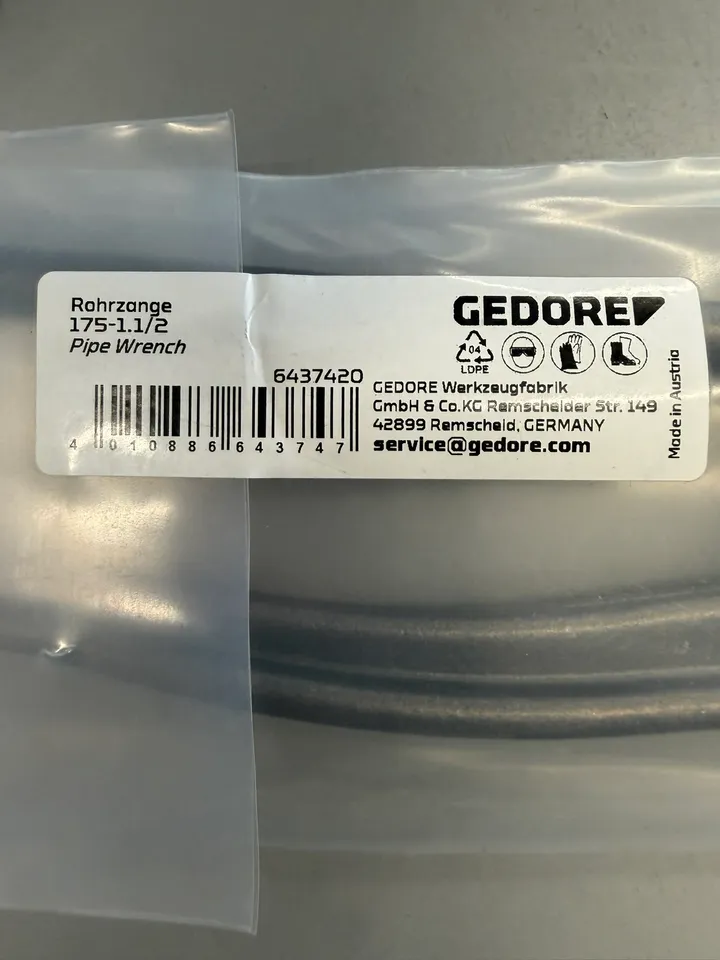 Rohrzange
175-1.1/2
Pipe Wrench
6437420
4 010886 643747
GEDORE
04
LDPE
GEDORE Werkzeugfabrik
GmbH & Co.KG Remscheider Str. 149
42899 Remscheid, GERMANY
service@gedore.com
Made in Austria